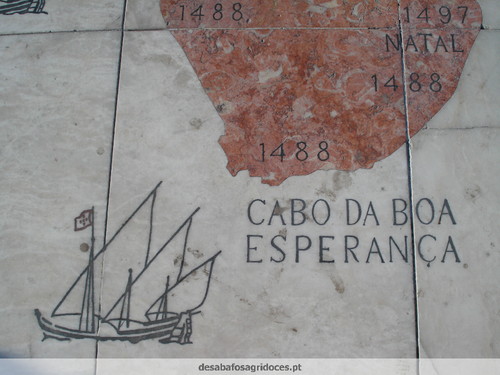 1488, 1497
NATAL
1488
1488
CABO DA BOA
ESPERANÇA
desabafosagridoces.pt